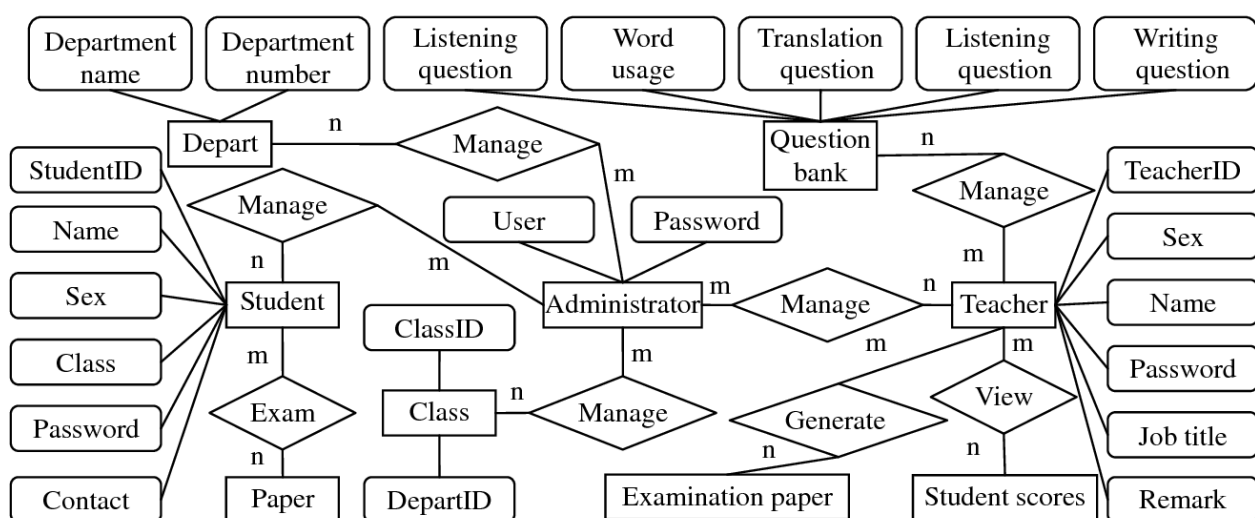 Department
name
Department
number
Listening
question
Word
usage
Translation
question
Listening
question
Writing
question
Depart
n
Manage
m
Question
bank
n
Manage
m
StudentID
Name
Sex
Class
Password
Contact
Manage
n
m
User
Password
TeacherID
Sex
Name
Password
Job title
Remark
Student
Administrator
m
Manage
n
Teacher
m
Exam
n
Paper
ClassID
Class
DepartID
n
Manage
m
m
Generate
n
Examination paper
m
View
n
Student scores